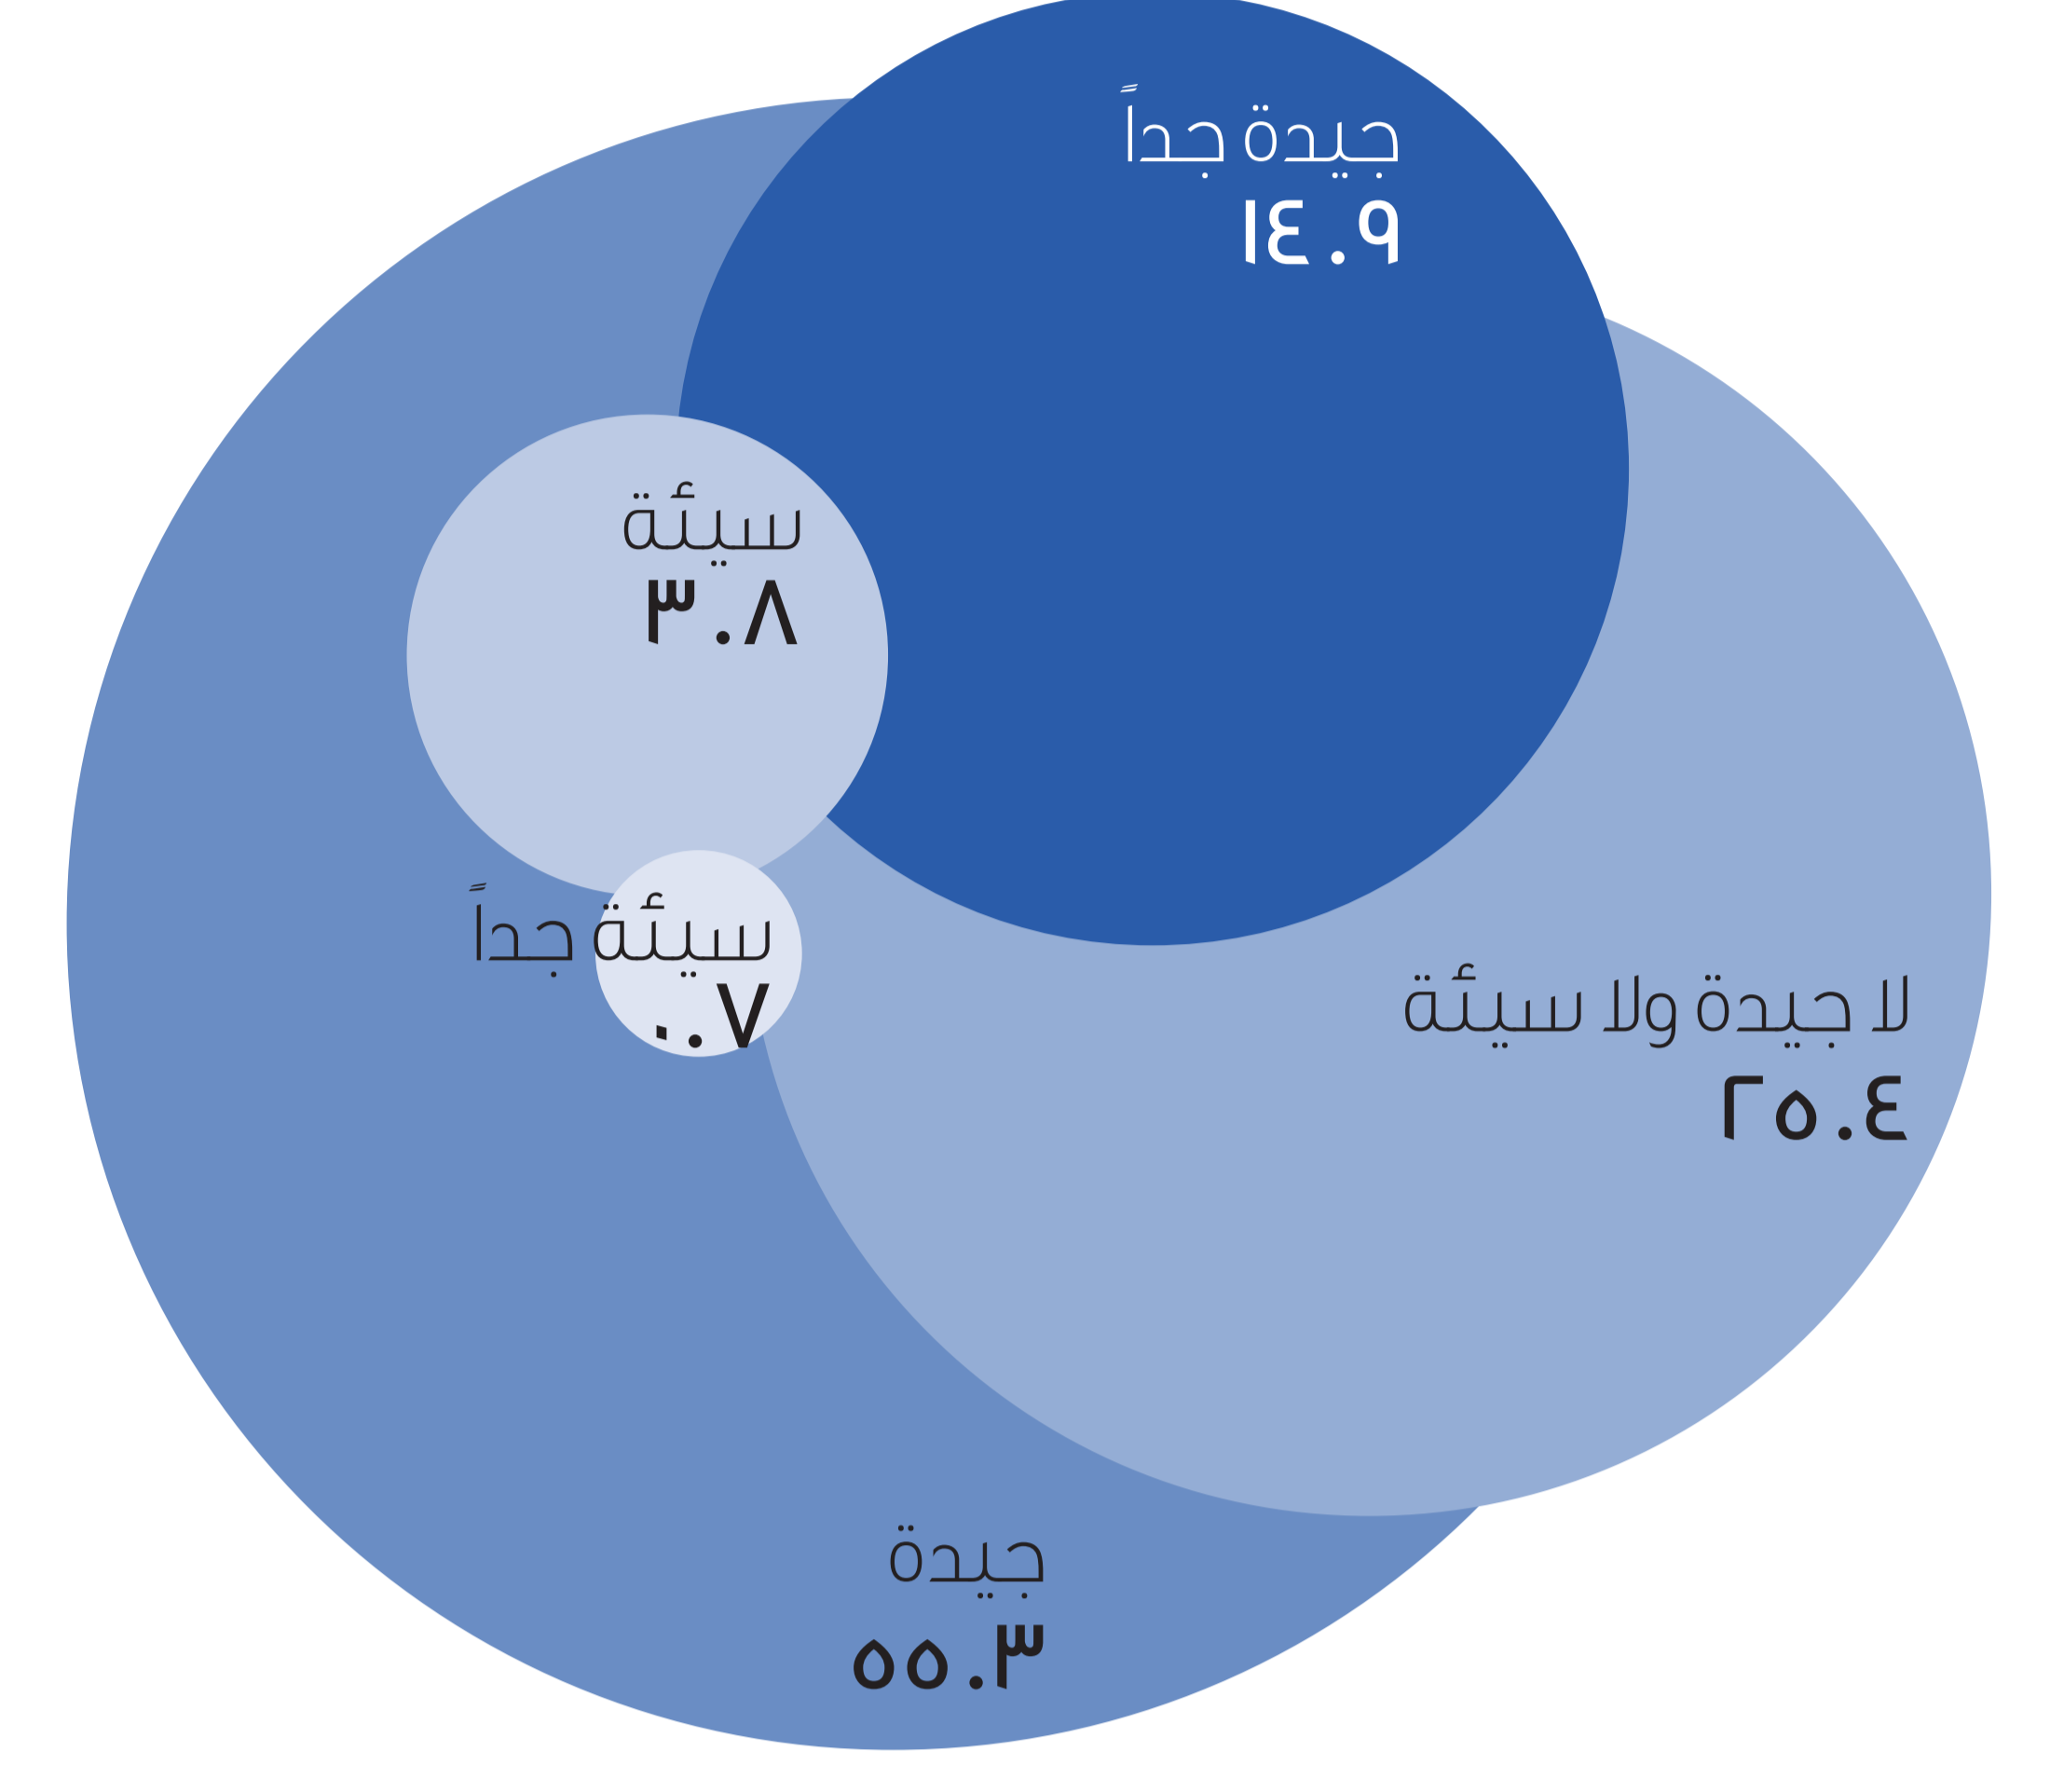 جيدة جداً
١٤.٩
سيئة
٣.٨
سيئة جداً
٠.٧
لا جيدة ولا سيئة
٢٥.٤
جيدة
٥٥.٣